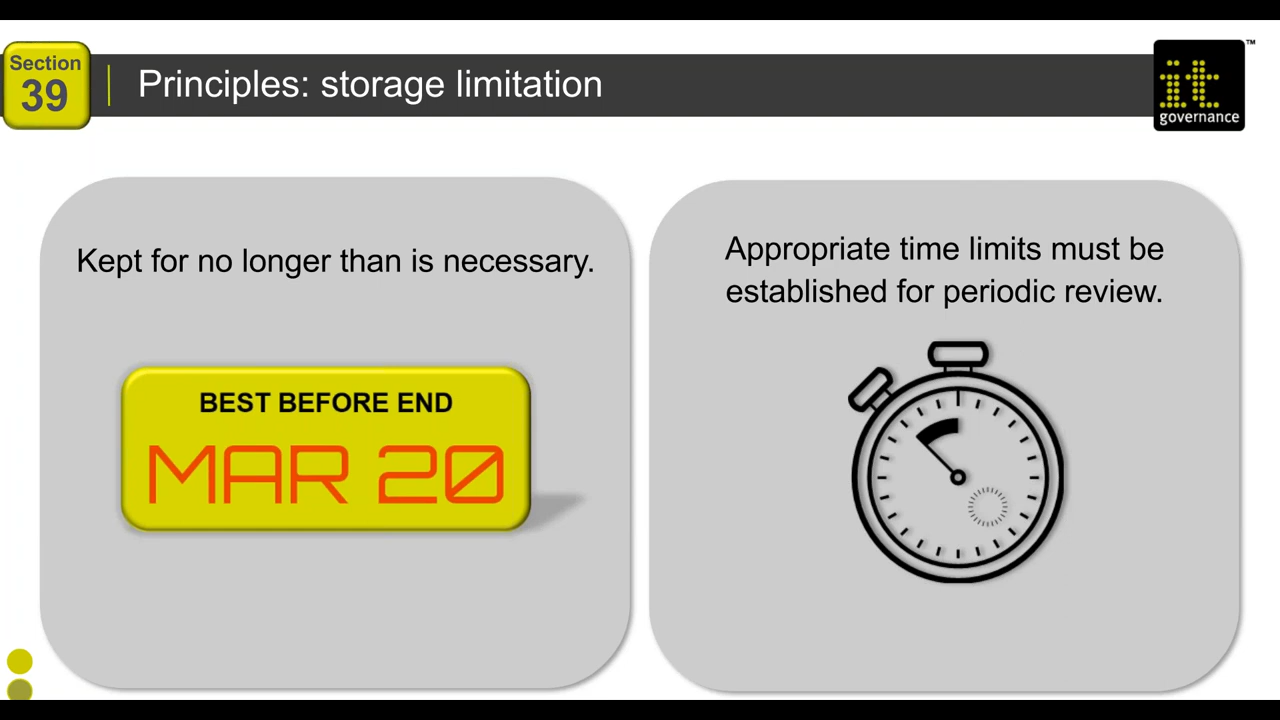 Section
39
Principles: storage limitation
it
governance
™
Kept for no longer than is necessary.
BEST BEFORE END
MAR 20
Appropriate time limits must be
established for periodic review.